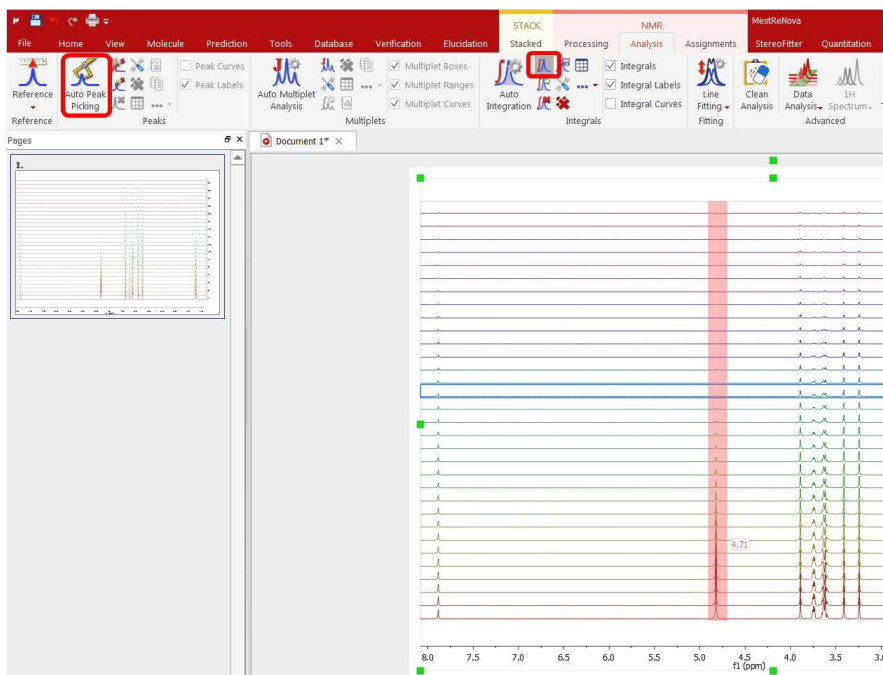 STACK NMR MestReNova
File Home View Molecule Prediction Tools Database Verification Elucidation Stacked Processing Analysis Assignments StereoFitter Quantitation
Reference
Auto Peak
Picking
Peak Curves
Peak Labels
Auto Multiplet
Analysis
Multiplet Boxes
Multiplet Ranges
Multiplet Curves
Auto
Integration
Integrals
Integral Labels
Integral Curves
Line
Fitting
Clean
Analysis
Data
Analysis
1H
Spectrum
Reference Peaks Multiplets Integrals Fitting Advanced
Pages
Document 1*
1.
4.71
8.0 7.5 7.0 6.5 6.0 5.5 5.0 4.5 4.0 3.5 3.
f1 (ppm)